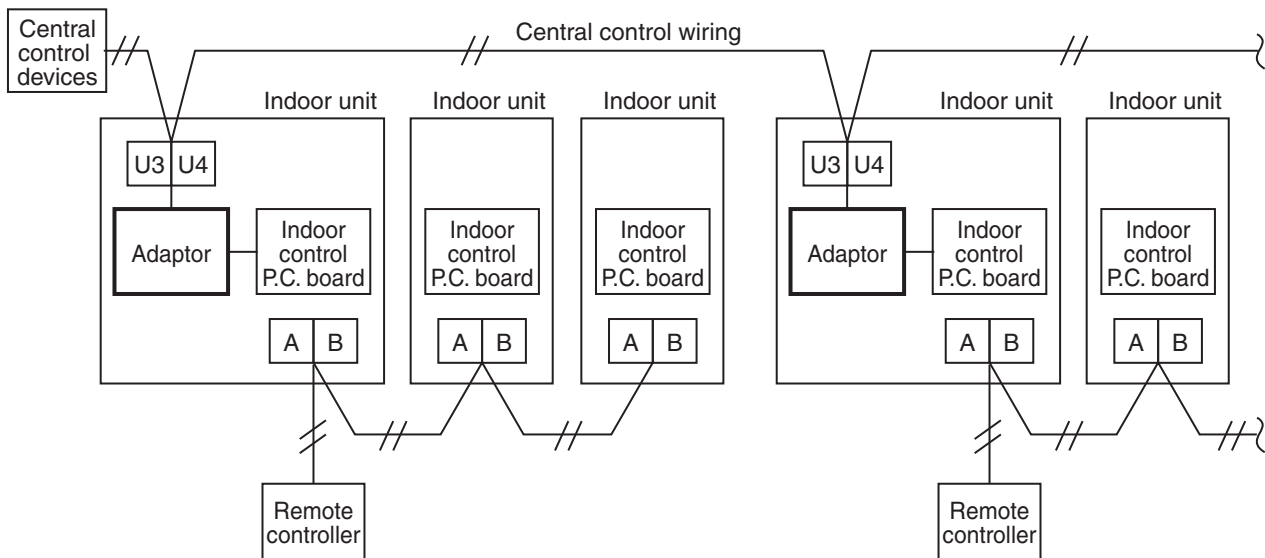 Central
control
devices
Central control wiring
Indoor unit
Indoor unit
Indoor unit
Indoor unit
Indoor unit
U3 U4
U3 U4
Adaptor
Indoor
control
P.C. board
Indoor
control
P.C. board
Indoor
control
P.C. board
Adaptor
Indoor
control
P.C. board
Indoor
control
P.C. board
A B
A B
A B
A B
A B
Remote
controller
Remote
controller